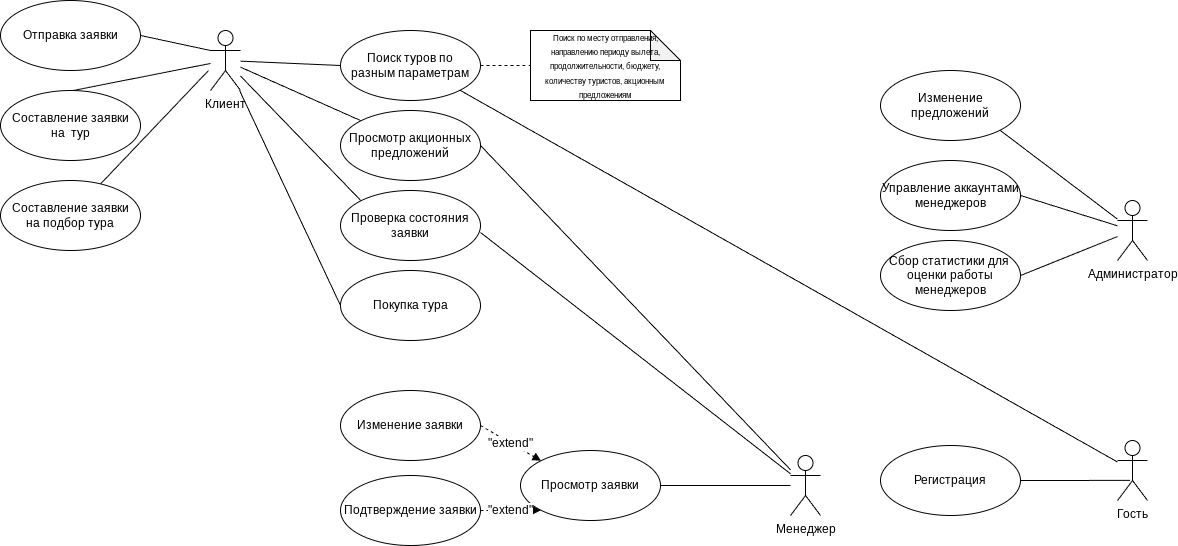 Отправка заявки
Составление заявки
на тур
Составление заявки
на подбор тура
Клиент
Поиск туров по
разным параметрам
Поиск по месту отправления,
направлению периоду вылета,
продолжительности, бюджету,
количеству туристов, акционным
предложениям
Просмотр акционных
предложений
Проверка состояния
заявки
Покупка тура
Изменение
предложений
Управление аккаунтами
менеджеров
Сбор статистики для
оценки работы
менеджеров
Администратор
Изменение заявки
"extend"
Подтверждение заявки
"extend"
Просмотр заявки
Менеджер
Регистрация
Гость